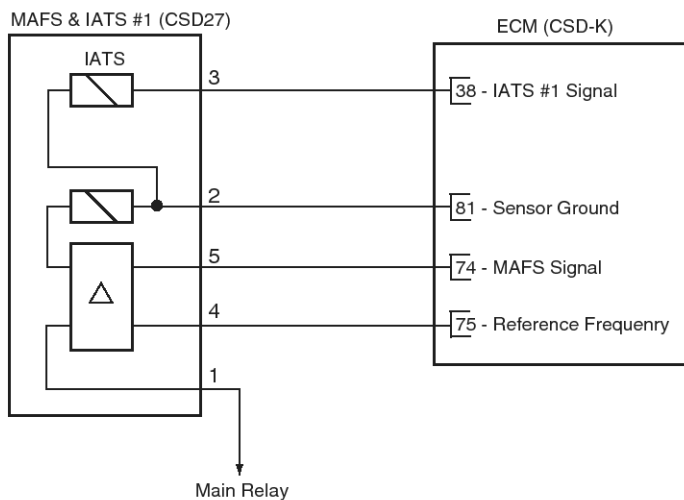 MAFS & IATS #1 (CSD27)
ECM (CSD-K)
IATS
3
38 - IATS #1 Signal
2
81 - Sensor Ground
5
74 - MAFS Signal
4
75 - Reference Frequenry
1
Main Relay